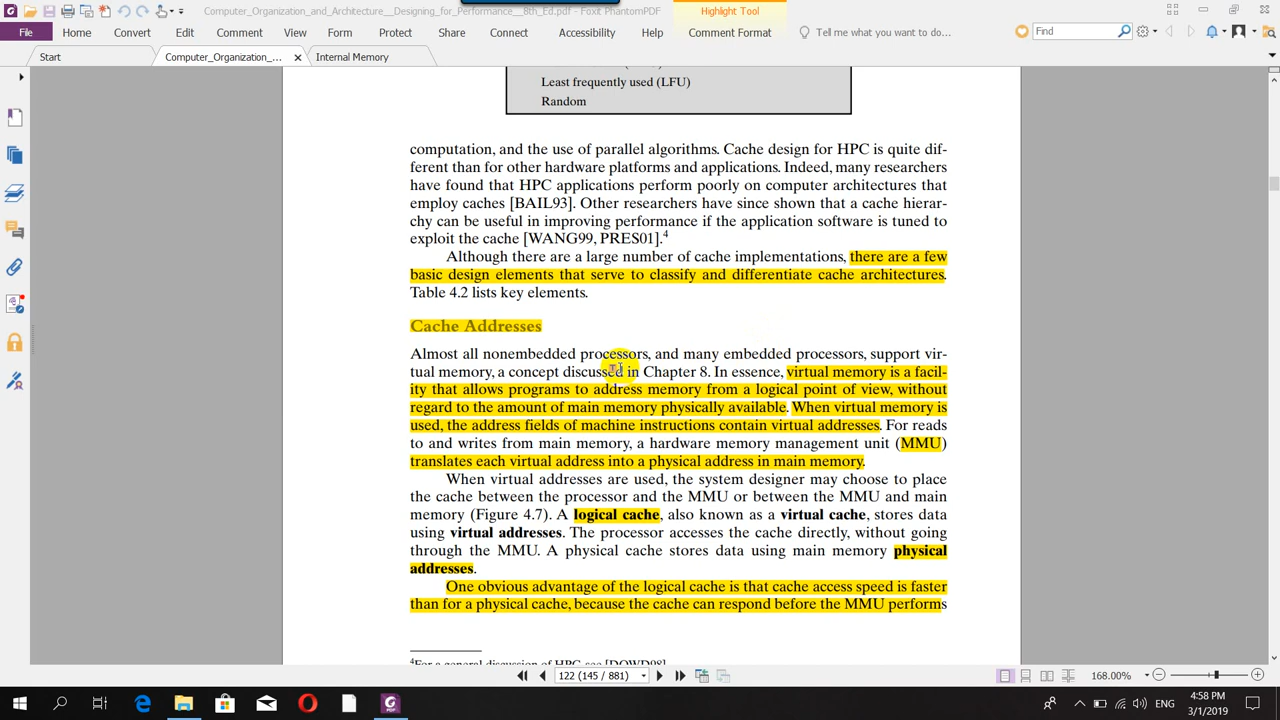 Computer_Organization_and_Architecture__Designing_for_Performance__8th_Ed.pdf - Foxit PhantomPDF
Highlight Tool
File Home Convert Edit Comment View Form Protect Share Connect Accessibility Help Comment Format Tell me what you want to do... Find
Start Computer_Organization_... Internal Memory
Least frequently used (LFU)
Random
computation, and the use of parallel algorithms. Cache design for HPC is quite dif-
ferent than for other hardware platforms and applications. Indeed, many researchers
have found that HPC applications perform poorly on computer architectures that
employ caches [BAIL93]. Other researchers have since shown that a cache hierar-
chy can be useful in improving performance if the application software is tuned to
exploit the cache [WANG99, PRES01].4
Although there are a large number of cache implementations, there are a few
basic design elements that serve to classify and differentiate cache architectures.
Table 4.2 lists key elements.
Cache Addresses
Almost all nonembedded processors, and many embedded processors, support vir-
tual memory, a concept discussed in Chapter 8. In essence, virtual memory is a facil-
ity that allows programs to address memory from a logical point of view, without
regard to the amount of main memory physically available. When virtual memory is
used, the address fields of machine instructions contain virtual addresses. For reads
to and writes from main memory, a hardware memory management unit (MMU)
translates each virtual address into a physical address in main memory.
When virtual addresses are used, the system designer may choose to place
the cache between the processor and the MMU or between the MMU and main
memory (Figure 4.7). A logical cache, also known as a virtual cache, stores data
using virtual addresses. The processor accesses the cache directly, without going
through the MMU. A physical cache stores data using main memory physical
addresses.
One obvious advantage of the logical cache is that cache access speed is faster
than for a physical cache, because the cache can respond before the MMU performs
4For a general discussion of HPC see [DOWD98]
122 (145 / 881) 168.00%
4:58 PM
3/1/2019